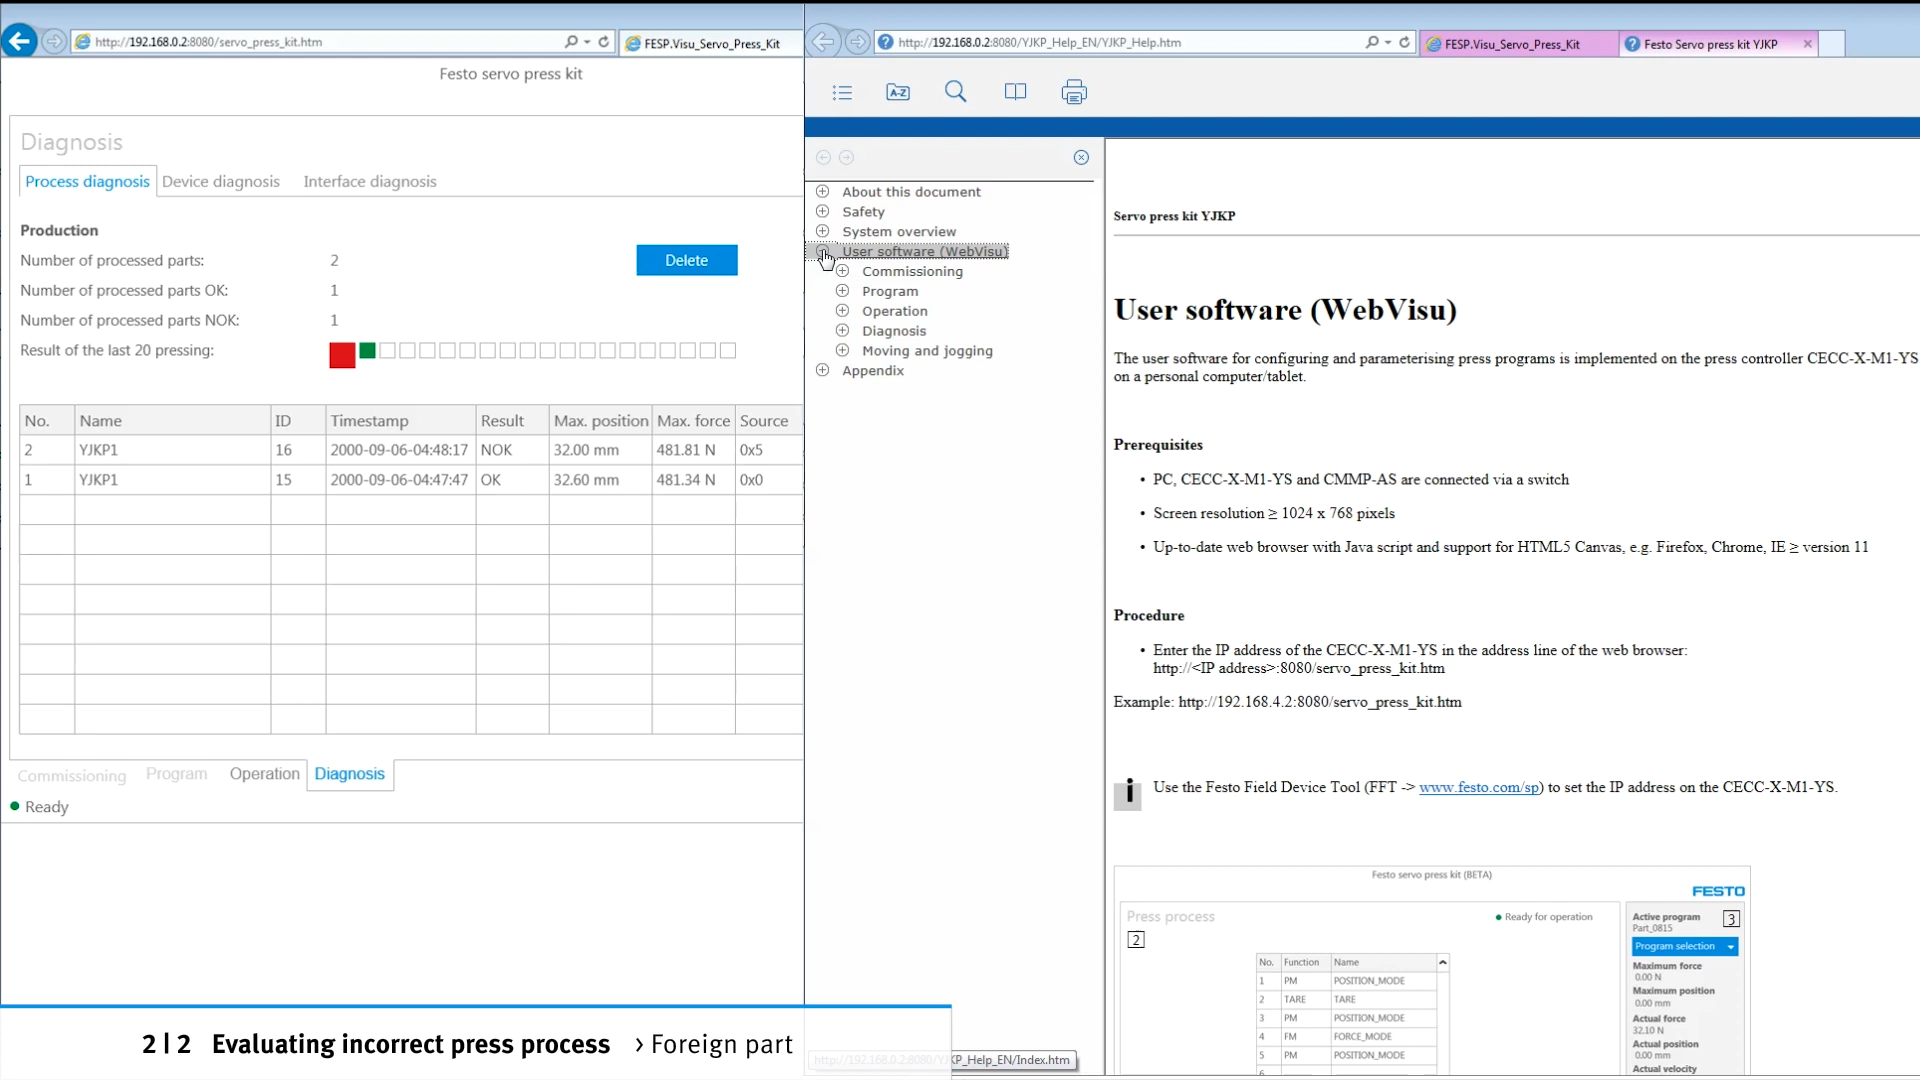 http://192.168.0.2:8080/servo_press_kit.htm
FESP.Visu_Servo_Press_Kit
Festo servo press kit
Diagnosis
Process diagnosis
Device diagnosis
Interface diagnosis
Production
Number of processed parts: 2
Delete
Number of processed parts OK: 1
Number of processed parts NOK: 1
Result of the last 20 pressing:
No. Name ID Timestamp Result Max. position Max. force Source
2 YJKP1 16 2000-09-06-04:48:17 NOK 32.00 mm 481.81 N 0x5
1 YJKP1 15 2000-09-06-04:47:47 OK 32.60 mm 481.34 N 0x0
Commissioning Program Operation Diagnosis
Ready
2 | 2 Evaluating incorrect press process › Foreign part
http://192.168.0.2:8080/YJKP_Help_EN/YJKP_Help.htm
FESP.Visu_Servo_Press_Kit
Festo Servo press kit YJKP
A-Z
About this document
Safety
System overview
User software (WebVisu)
Commissioning
Program
Operation
Diagnosis
Moving and jogging
Appendix
http://192.168.0.2:8080/YJKP_Help_EN/Index.htm
Servo press kit YJKP
User software (WebVisu)
The user software for configuring and parameterising press programs is implemented on the press controller CECC-X-M1-YS
on a personal computer/tablet.
Prerequisites
• PC, CECC-X-M1-YS and CMMP-AS are connected via a switch
• Screen resolution ≥ 1024 x 768 pixels
• Up-to-date web browser with Java script and support for HTML5 Canvas, e.g. Firefox, Chrome, IE ≥ version 11
Procedure
• Enter the IP address of the CECC-X-M1-YS in the address line of the web browser:
http://<IP address>:8080/servo_press_kit.htm
Example: http://192.168.4.2:8080/servo_press_kit.htm
i Use the Festo Field Device Tool (FFT -> www.festo.com/sp) to set the IP address on the CECC-X-M1-YS.
Festo servo press kit (BETA)
FESTO
Press process
Ready for operation
2
No. Function Name
1 PM POSITION_MODE
2 TARE TARE
3 PM POSITION_MODE
4 FM FORCE_MODE
5 PM POSITION_MODE
6
Active program
3
Part_0815
Program selection
Maximum force
0.00 N
Maximum position
0.00 mm
Actual force
32.10 N
Actual position
0.00 mm
Actual velocity